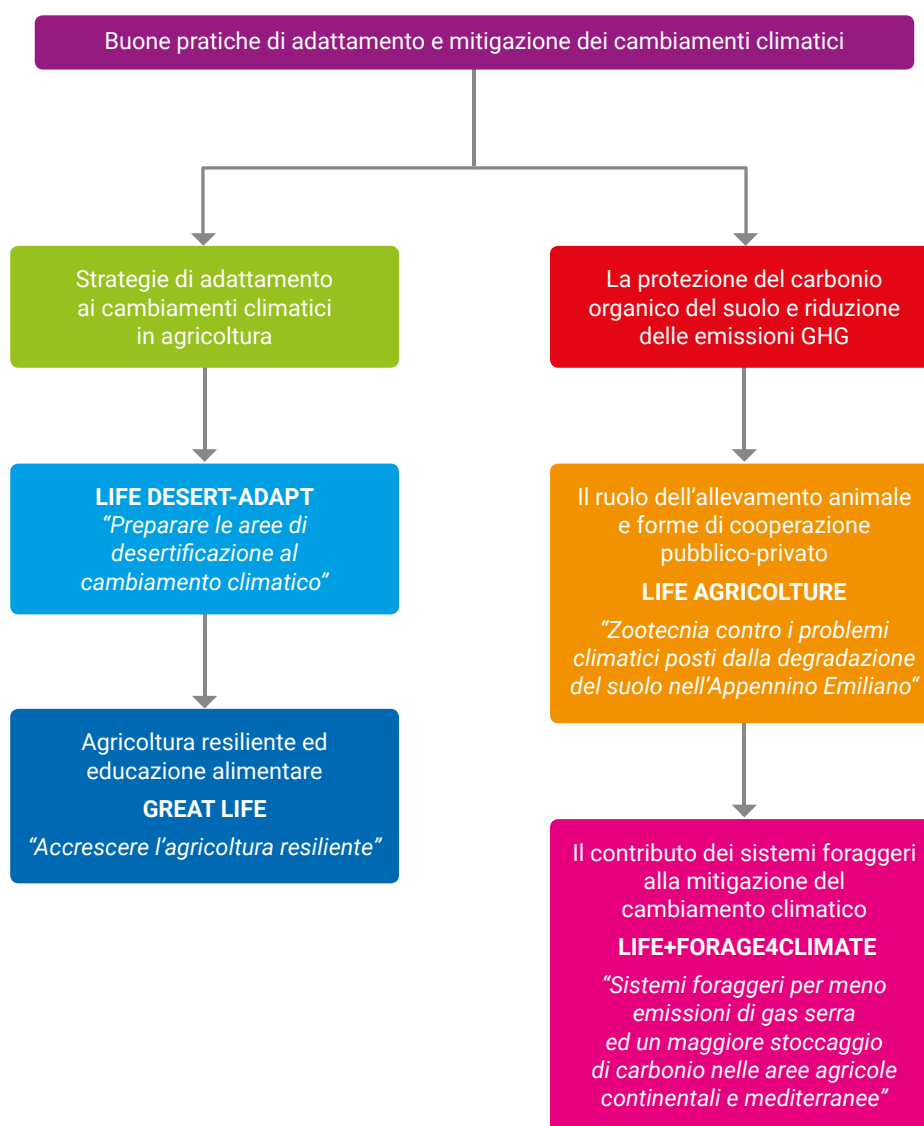 Buone pratiche di adattamento e mitigazione dei cambiamenti climatici
Strategie di adattamento
ai cambiamenti climatici
in agricoltura
La protezione del carbonio
organico del suolo e riduzione
delle emissioni GHG
LIFE DESERT-ADAPT
“Preparare le aree di
desertificazione al
cambiamento climatico”
Il ruolo dell’allevamento animale
e forme di cooperazione
pubblico-privato
LIFE AGRICOLTURE
“Zootecnia contro i problemi
climatici posti dalla degradazione
del suolo nell’Appennino Emiliano“
Agricoltura resiliente ed
educazione alimentare
GREAT LIFE
“Accrescere l’agricoltura resiliente”
Il contributo dei sistemi foraggeri
alla mitigazione del
cambiamento climatico
LIFE+FORAGE4CLIMATE
“Sistemi foraggeri per meno
emissioni di gas serra
ed un maggiore stoccaggio
di carbonio nelle aree agricole
continentali e mediterranee”